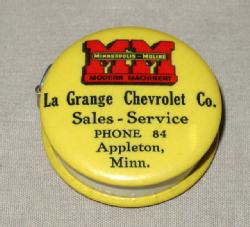 MM
MINNEAPOLIS-MOLINE
MODERN MACHINERY
La Grange Chevrolet Co.
Sales - Service
PHONE 84
Appleton,
Minn.